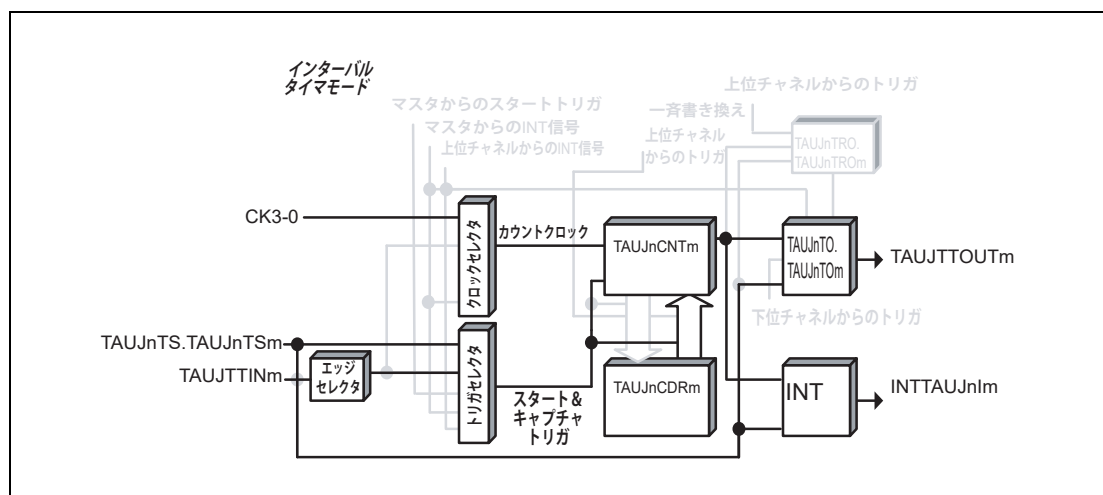 インターバル
タイマモード
上位チャネルからのトリガ
マスタからのスタートトリガ
一斉書き換え
マスタからのINT信号
上位チャネル
からのトリガ
上位チャネルからのINT信号
TAUJnTRO.
TAUJnTROm
CK3-0
クロックセレクタ
カウントクロック
TAUJnCNTm
TAUJnTO.
TAUJnTOm
TAUJTTOUTm
下位チャネルからのトリガ
TAUJnTS.TAUJnTSm
TAUJTTINm
エッジ
セレクタ
トリガセレクタ
スタート&
キャプチャ
トリガ
TAUJnCDRm
INT
INTTAUJnIm